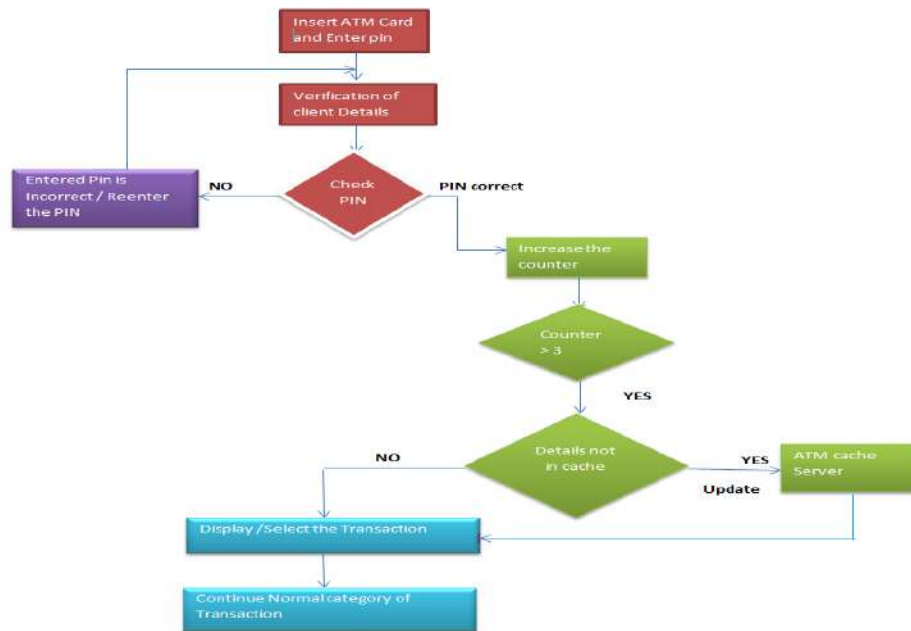 Insert ATM Card
and Enter pin
Verification of
client Details
Check
PIN
NO
Entered Pin is
Incorrect / Reenter
the PIN
PIN correct
Increase the
counter
Counter
> 3
YES
Details not
in cache
NO
YES
Update
ATM cache
Server
Display /Select the Transaction
Continue Normal category of
Transaction